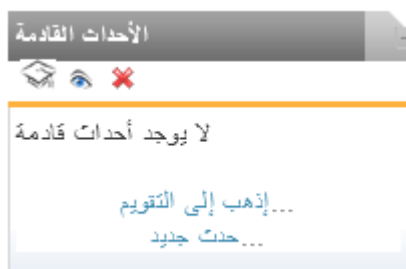 الأحداث القادمة
لا يوجد أحداث قادمة
إذهب إلى التقويم...
حدث جديد...